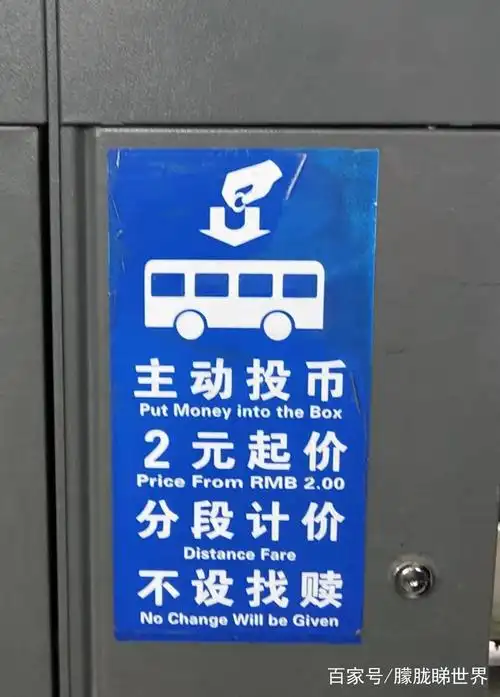 主动投币
Put Money into the Box
2元起价
Price From RMB 2.00
分段计价
Distance Fare
不设找赎
No Change Will be Given
百家号/朦胧睇世界